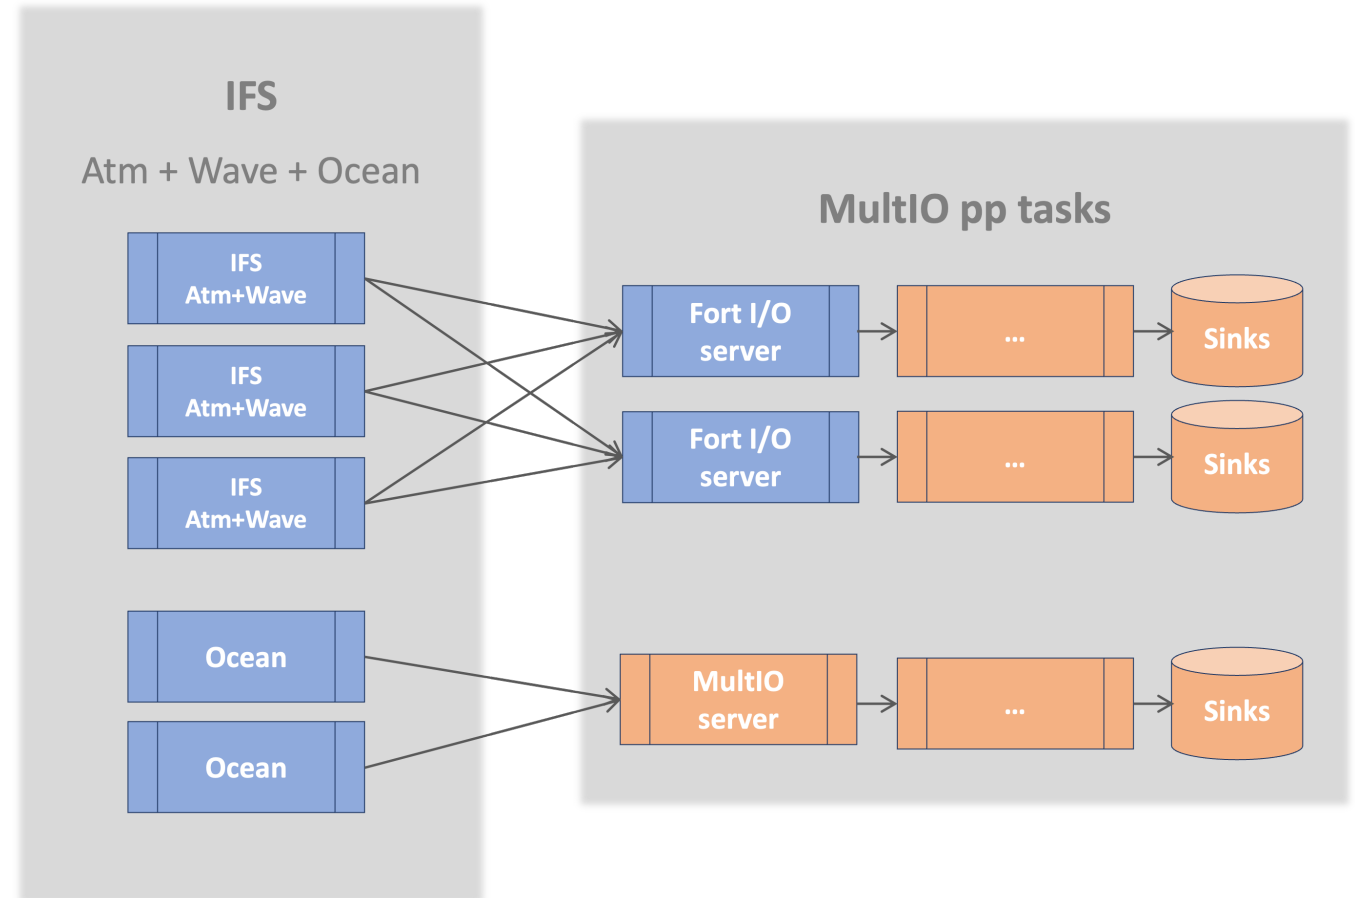 IFS
Atm + Wave + Ocean
IFS
Atm+Wave
IFS
Atm+Wave
IFS
Atm+Wave
Ocean
Ocean
MultIO pp tasks
Fort I/O
server
...
Sinks
Fort I/O
server
...
Sinks
MultIO
server
...
Sinks